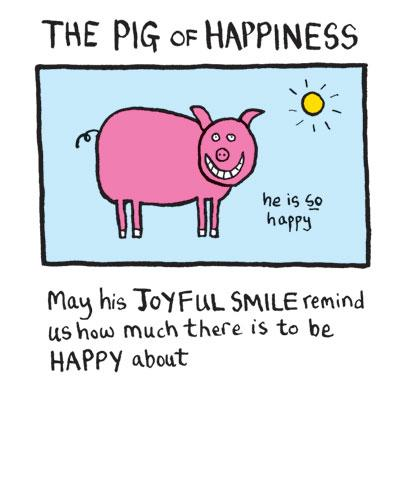 THE PIG OF HAPPINESS
he is so
happy
May his JOYFUL SMILE remind
us how much there is to be
HAPPY about